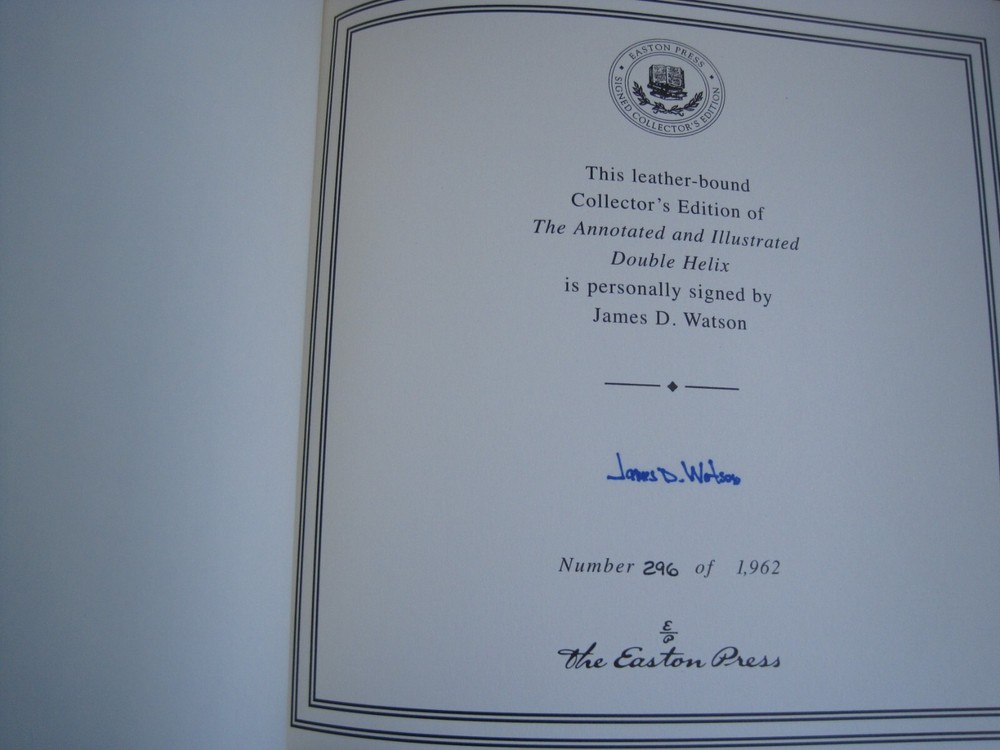 EASTON PRESS
SIGNED COLLECTOR'S EDITION
This leather-bound
Collector's Edition of
The Annotated and Illustrated
Double Helix
is personally signed by
James D. Watson
James D. Watson
Number 296 of 1,962
E
P
The Easton Press